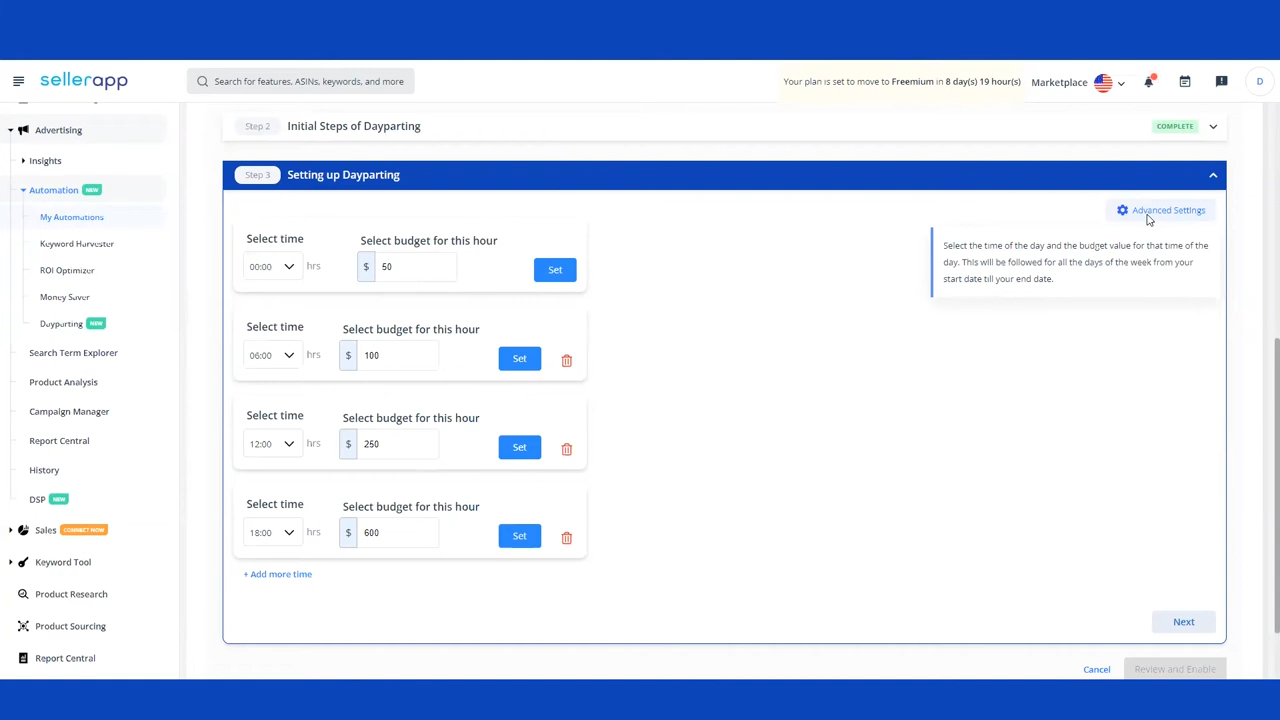 sellerapp
Search for features, ASINs, keywords, and more
Your plan is set to move to Freemium in 8 day(s) 19 hour(s)
Marketplace
D
Advertising
Insights
Automation NEW
My Automations
Keyword Harvester
ROI Optimizer
Money Saver
Dayparting NEW
Search Term Explorer
Product Analysis
Campaign Manager
Report Central
History
DSP NEW
Sales CONNECT NOW
Keyword Tool
Product Research
Product Sourcing
Report Central
Step 2 Initial Steps of Dayparting COMPLETE
Step 3 Setting up Dayparting
Advanced Settings
Select the time of the day and the budget value for that time of the
day. This will be followed for all the days of the week from your
start date till your end date.
Select time Select budget for this hour
00:00 hrs $ 50 Set
Select time Select budget for this hour
06:00 hrs $ 100 Set
Select time Select budget for this hour
12:00 hrs $ 250 Set
Select time Select budget for this hour
18:00 hrs $ 600 Set
+ Add more time
Next
Cancel Review and Enable